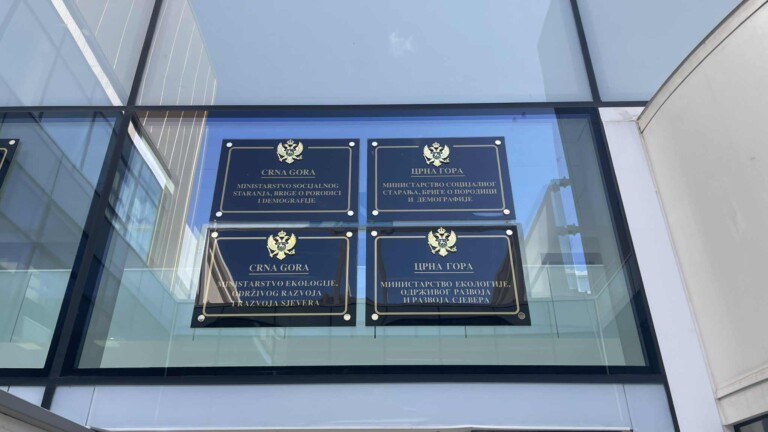 CRNA GORA
MINISTARSTVO SOCIJALNOG
STARANJA, BRIGE O PORODICI
I DEMOGRAFIJE
ЦРНА ГОРА
МИНИСТАРСТВО СОЦИЈАЛНОГ
СТАРАЊА, БРИГЕ О ПОРОДИЦИ
И ДЕМОГРАФИЈЕ
CRNA GORA
MINISTARSTVO EKOLOGIJE,
ODRŽIVOG RAZVOJA
I RAZVOJA SJEVERA
ЦРНА ГОРА
МИНИСТАРСТВО ЕКОЛОГИЈЕ,
ОДРЖИВОГ РАЗВОЈА
И РАЗВОЈА СЈЕВЕРА